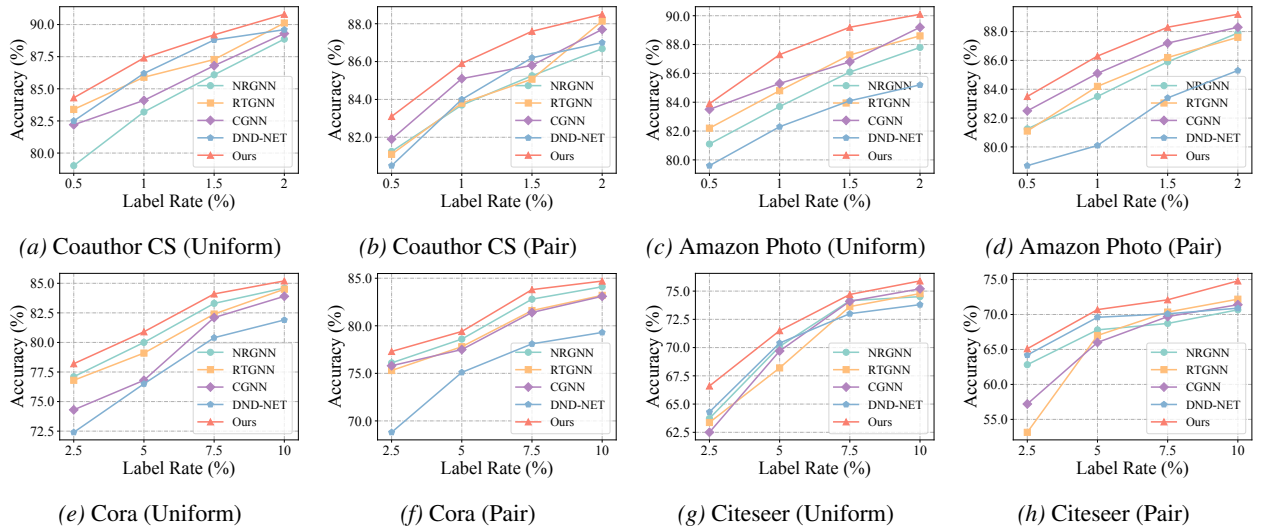 Accuracy (%)
90.0
87.5
85.0
82.5
80.0
0.5 1 1.5 2
Label Rate (%)
NRGNN
RTGNN
CGNN
DND-NET
Ours
(a) Coauthor CS (Uniform)
Accuracy (%)
88.0
86.0
84.0
82.0
0.5 1 1.5 2
Label Rate (%)
NRGNN
RTGNN
CGNN
DND-NET
Ours
(b) Coauthor CS (Pair)
Accuracy (%)
90.0
88.0
86.0
84.0
82.0
80.0
0.5 1 1.5 2
Label Rate (%)
NRGNN
RTGNN
CGNN
DND-NET
Ours
(c) Amazon Photo (Uniform)
Accuracy (%)
88.0
86.0
84.0
82.0
80.0
0.5 1 1.5 2
Label Rate (%)
NRGNN
RTGNN
CGNN
DND-NET
Ours
(d) Amazon Photo (Pair)
Accuracy (%)
85.0
82.5
80.0
77.5
75.0
72.5
2.5 5 7.5 10
Label Rate (%)
NRGNN
RTGNN
CGNN
DND-NET
Ours
(e) Cora (Uniform)
Accuracy (%)
85.0
80.0
75.0
70.0
2.5 5 7.5 10
Label Rate (%)
NRGNN
RTGNN
CGNN
DND-NET
Ours
(f) Cora (Pair)
Accuracy (%)
75.0
72.5
70.0
67.5
65.0
62.5
2.5 5 7.5 10
Label Rate (%)
NRGNN
RTGNN
CGNN
DND-NET
Ours
(g) Citeseer (Uniform)
Accuracy (%)
75.0
70.0
65.0
60.0
55.0
2.5 5 7.5 10
Label Rate (%)
NRGNN
RTGNN
CGNN
DND-NET
Ours
(h) Citeseer (Pair)